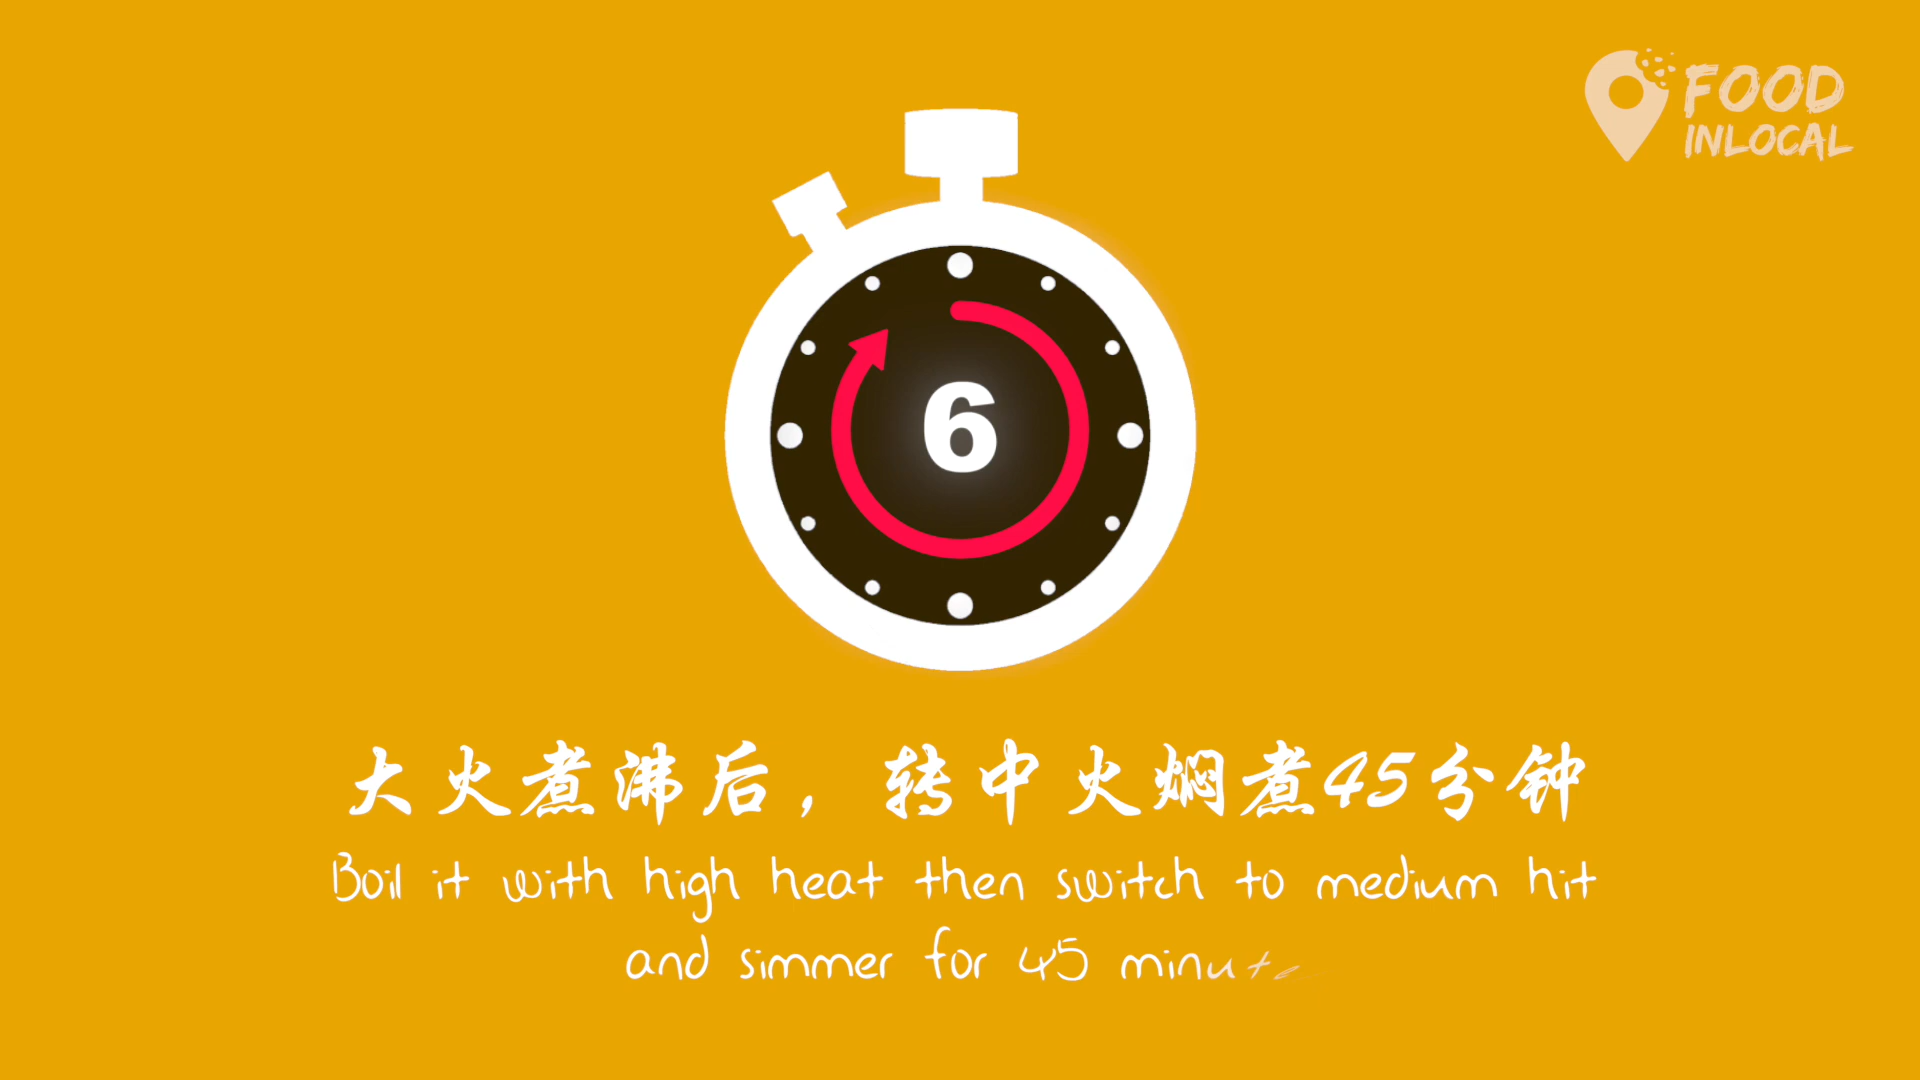 FOOD
INLOCAL
6
大火煮沸后，转中火焖煮45分钟
Boil it with high heat then switch to medium hit
and simmer for 45